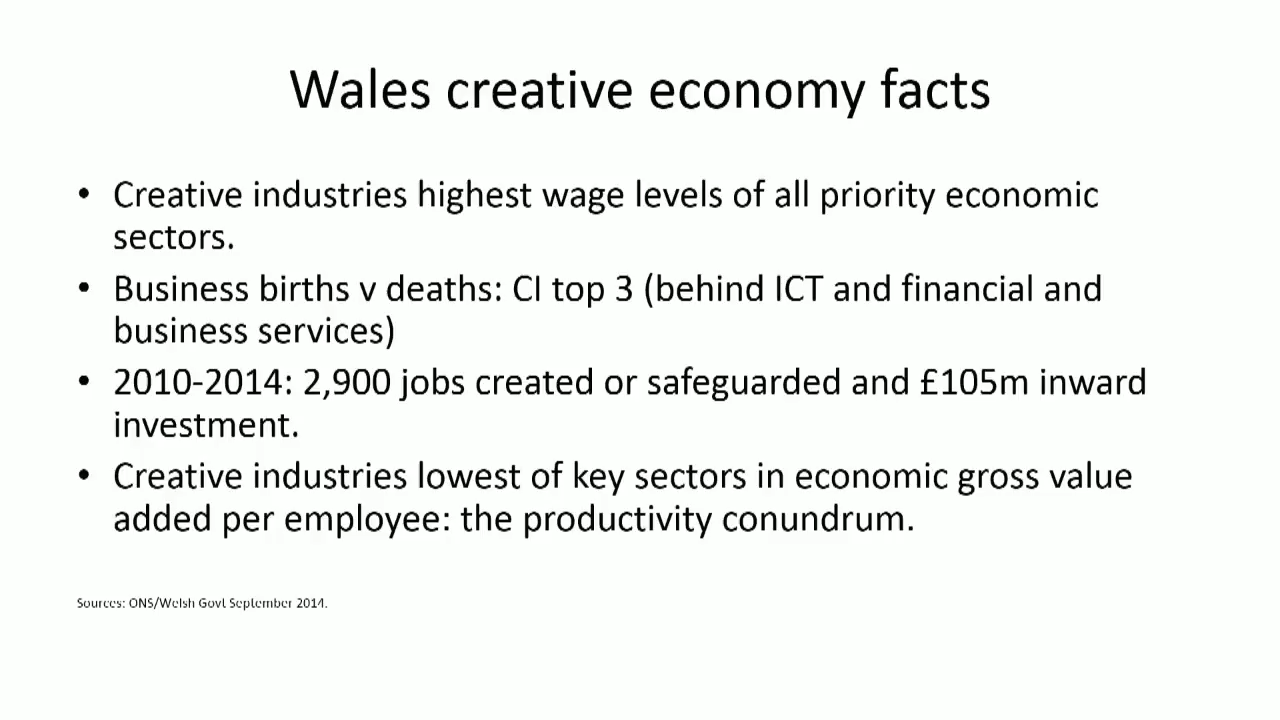 Wales creative economy facts
• Creative industries highest wage levels of all priority economic
sectors.
• Business births v deaths: CI top 3 (behind ICT and financial and
business services)
• 2010-2014: 2,900 jobs created or safeguarded and £105m inward
investment.
• Creative industries lowest of key sectors in economic gross value
added per employee: the productivity conundrum.
Sources: ONS/Welsh Govt September 2014.